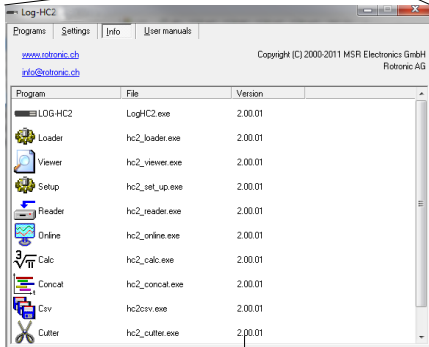 Log-HC2
Programs Settings Info User manuals
www.rotronic.ch Copyright (C) 2000-2011 MSR Electronics GmbH
info@rotronic.ch Rotronic AG
Program File Version
LOG-HC2 LogHC2.exe 2.00.01
Loader hc2_loader.exe 2.00.01
Viewer hc2_viewer.exe 2.00.01
Setup hc2_set_up.exe 2.00.01
Reader hc2_reader.exe 2.00.01
Online hc2_online.exe 2.00.01
Calc hc2_calc.exe 2.00.01
Concat hc2_concat.exe 2.00.01
Csv hc2csv.exe 2.00.01
Cutter hc2_cutter.exe 2.00.01